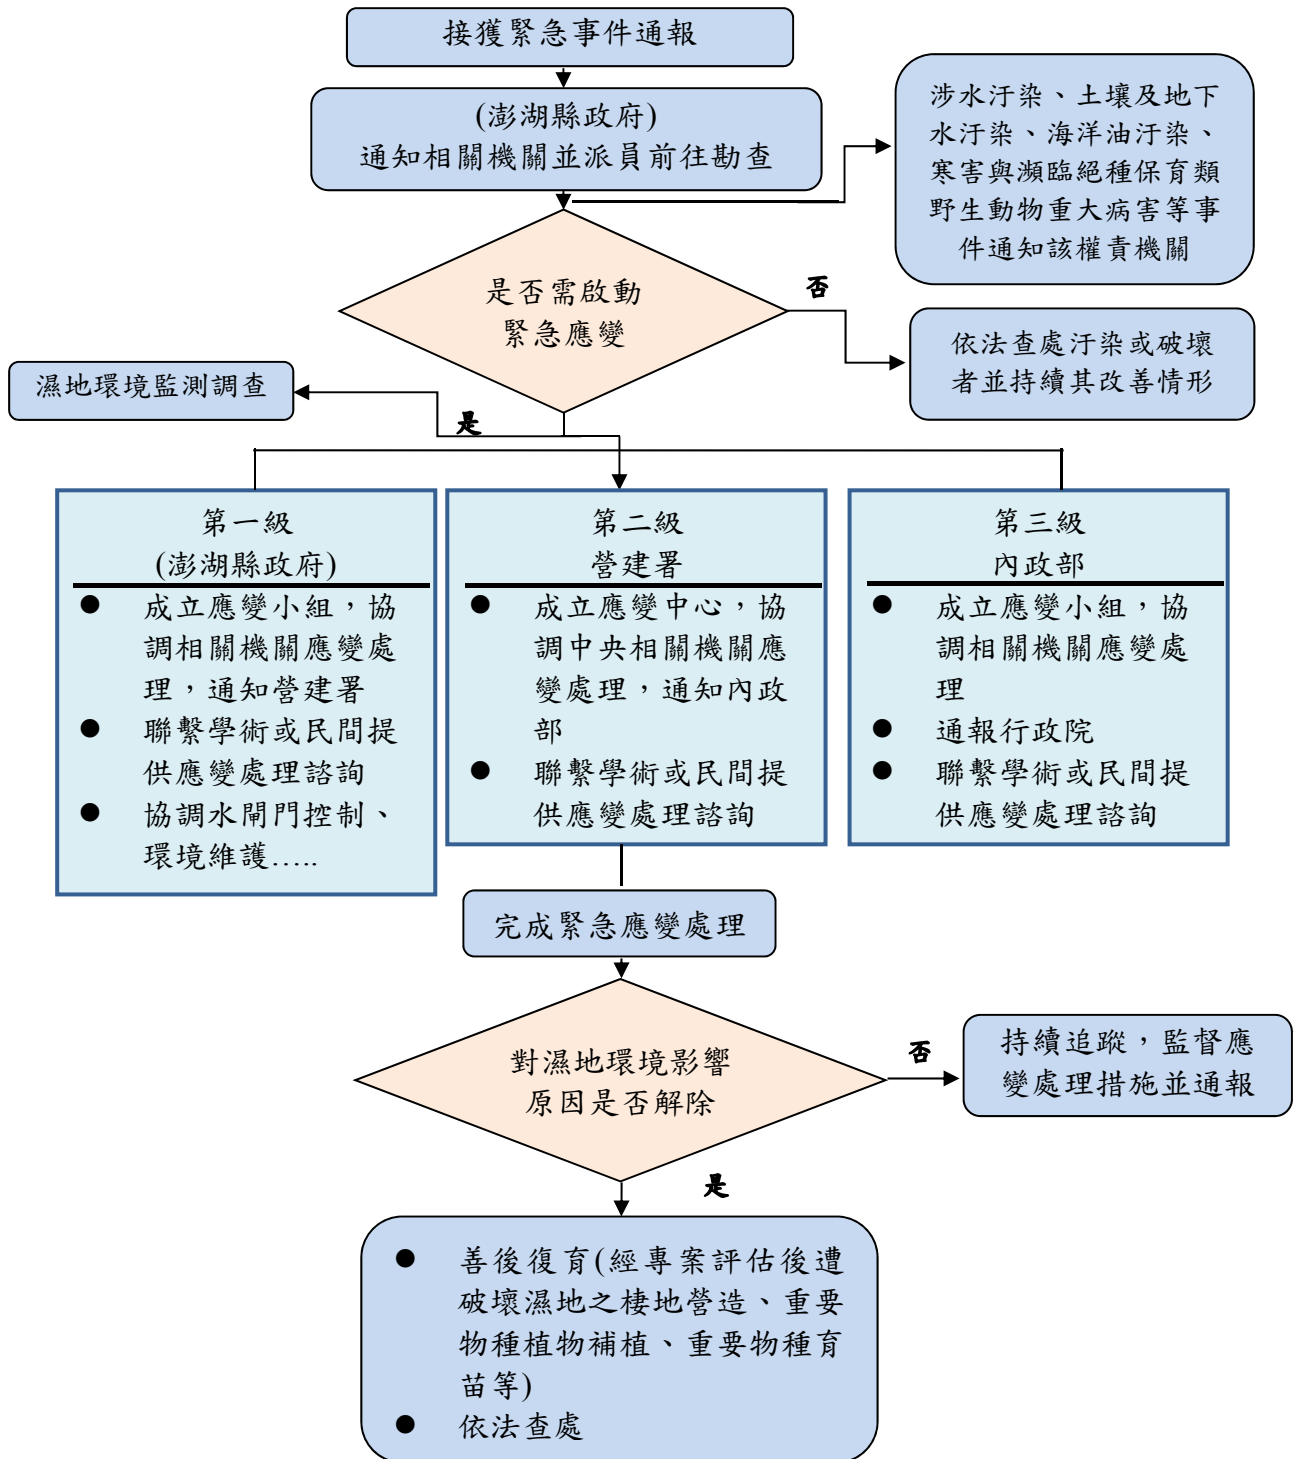 接獲緊急事件通報
(澎湖縣政府)
通知相關機關並派員前往勘查
涉水汙染、土壤及地下
水汙染、海洋油汙染、
寒害與瀕臨絕種保育類
野生動物重大病害等事
件通知該權責機關
是否需啟動
緊急應變
否
依法查處汙染或破壞
者並持續其改善情形
濕地環境監測調查
是
第一級
(澎湖縣政府)
● 成立應變小組，協
調相關機關應變處
理，通知營建署
● 聯繫學術或民間提
供應變處理諮詢
● 協調水閘門控制、
環境維護…..
第二級
營建署
● 成立應變中心，協
調中央相關機關應
變處理，通知內政
部
● 聯繫學術或民間提
供應變處理諮詢
第三級
內政部
● 成立應變小組，協
調相關機關應變處
理
● 通報行政院
● 聯繫學術或民間提
供應變處理諮詢
完成緊急應變處理
對濕地環境影響
原因是否解除
否
持續追蹤，監督應
變處理措施並通報
是
● 善後復育(經專案評估後遭
破壞濕地之棲地營造、重要
物種植物補植、重要物種育
苗等)
● 依法查處